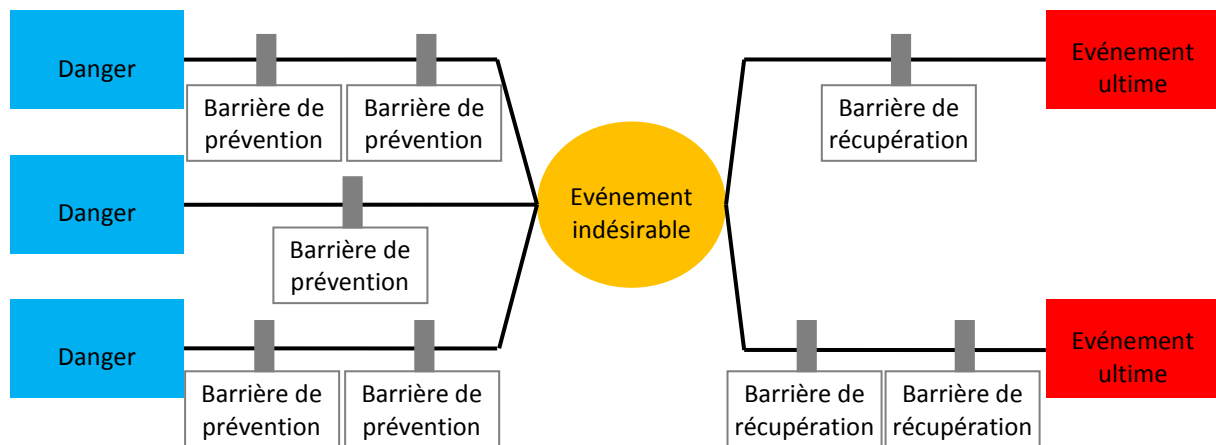 Danger
Barrière de
prévention
Barrière de
prévention
Danger
Barrière de
prévention
Danger
Barrière de
prévention
Barrière de
prévention
Evénement
indésirable
Barrière de
récupération
Evénement
ultime
Barrière de
récupération
Barrière de
récupération
Evénement
ultime